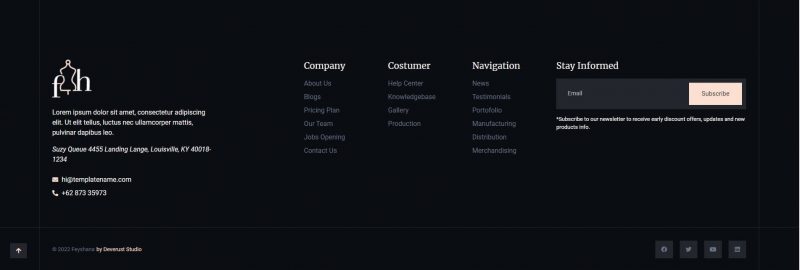 fsh
Lorem ipsum dolor sit amet, consectetur adipiscing
elit. Ut elit tellus, luctus nec ullamcorper mattis,
pulvinar dapibus leo.
Suzy Queue 4455 Landing Lange, Louisville, KY 40018-
1234
hi@templatename.com
+62 873 35973
Company
About Us
Blogs
Pricing Plan
Our Team
Jobs Opening
Contact Us
Costumer
Help Center
Knowledgebase
Gallery
Production
Navigation
News
Testimonials
Portofolio
Manufacturing
Distribution
Merchandising
Stay Informed
Email
Subscribe
*Subscribe to our newsletter to receive early discount offers, updates and new
products info.
© 2022 Feyshana by Deverust Studio